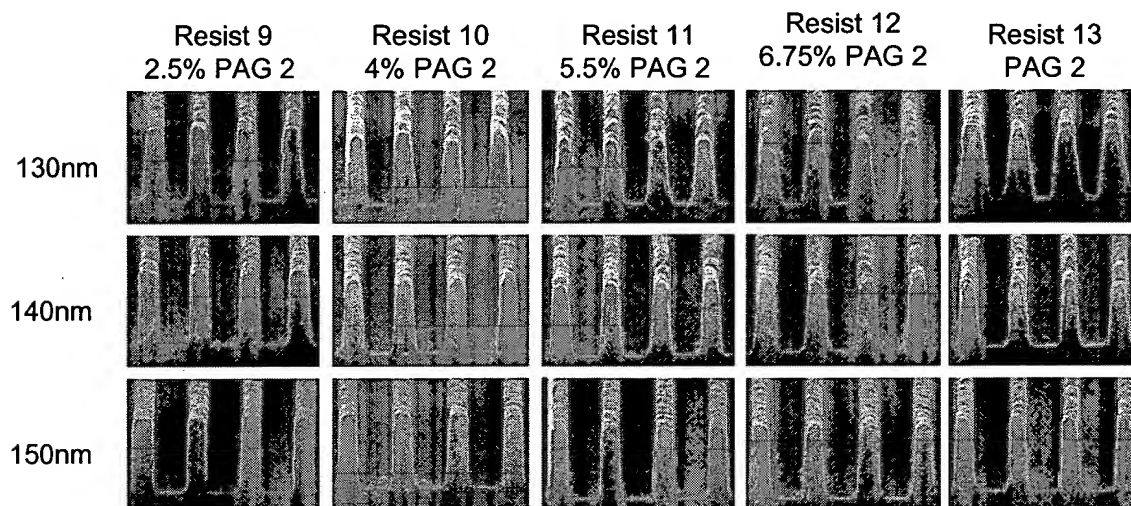 Resist 9
2.5% PAG 2
Resist 10
4% PAG 2
Resist 11
5.5% PAG 2
Resist 12
6.75% PAG 2
Resist 13
PAG 2
130nm
140nm
150nm